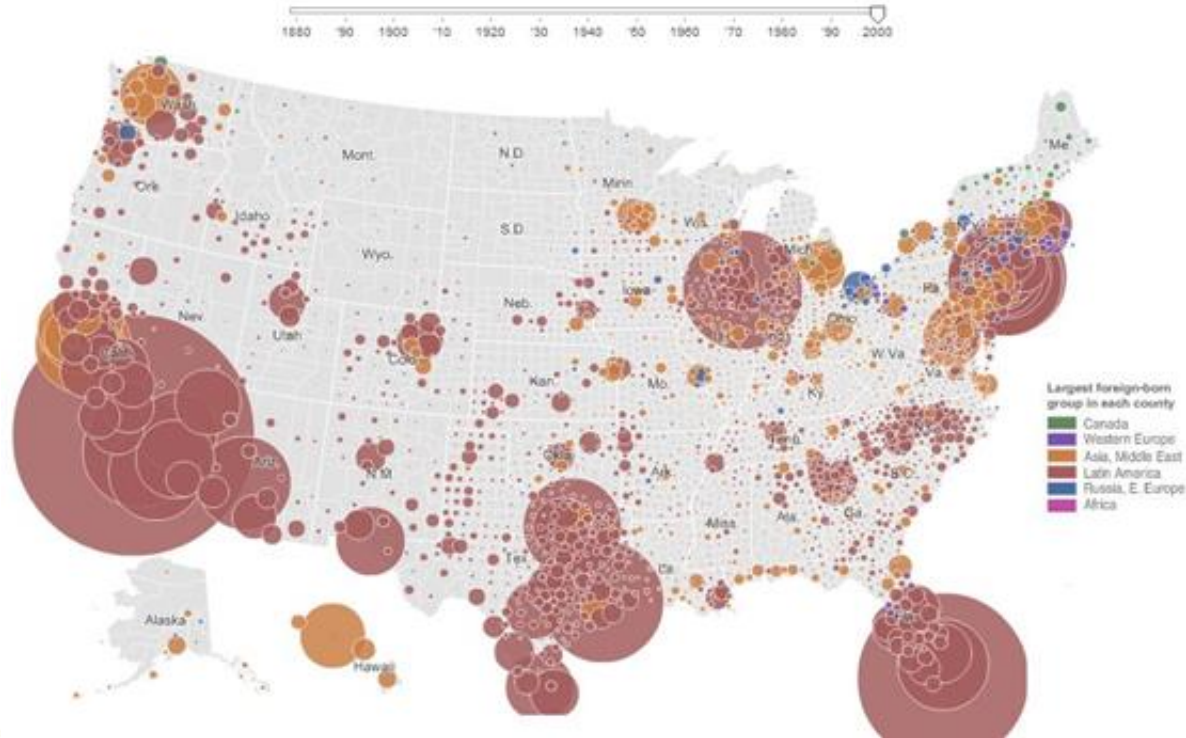 1880 '90 1900 '10 1920 '30 1940 '50 1960 '70 1980 '90 2000
Wash.
Me.
Mont.
N.D.
Minn.
Ore.
Idaho
S.D.
Wis.
Mich.
Wyo.
Iowa
Pa.
Nev.
Neb.
Utah
Ohio
Colo.
W.Va.
Calif.
Kan.
Mo.
Va.
Ky.
Largest foreign-born
group in each county
Canada
Western Europe
Asia, Middle East
Latin America
Russia, E. Europe
Africa
Ariz.
N.M.
Okla.
Ark.
Tenn.
S.C.
Miss.
Ala.
Ga.
Tex.
La.
Alaska
Hawaii